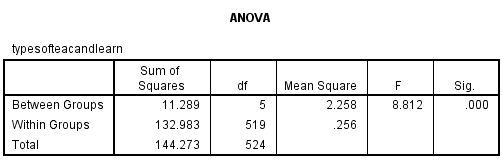 ANOVA
typesofteacandlearn
Sum of Squares df Mean Square F Sig.
Between Groups 11.289 5 2.258 8.812 .000
Within Groups 132.983 519 .256
Total 144.273 524